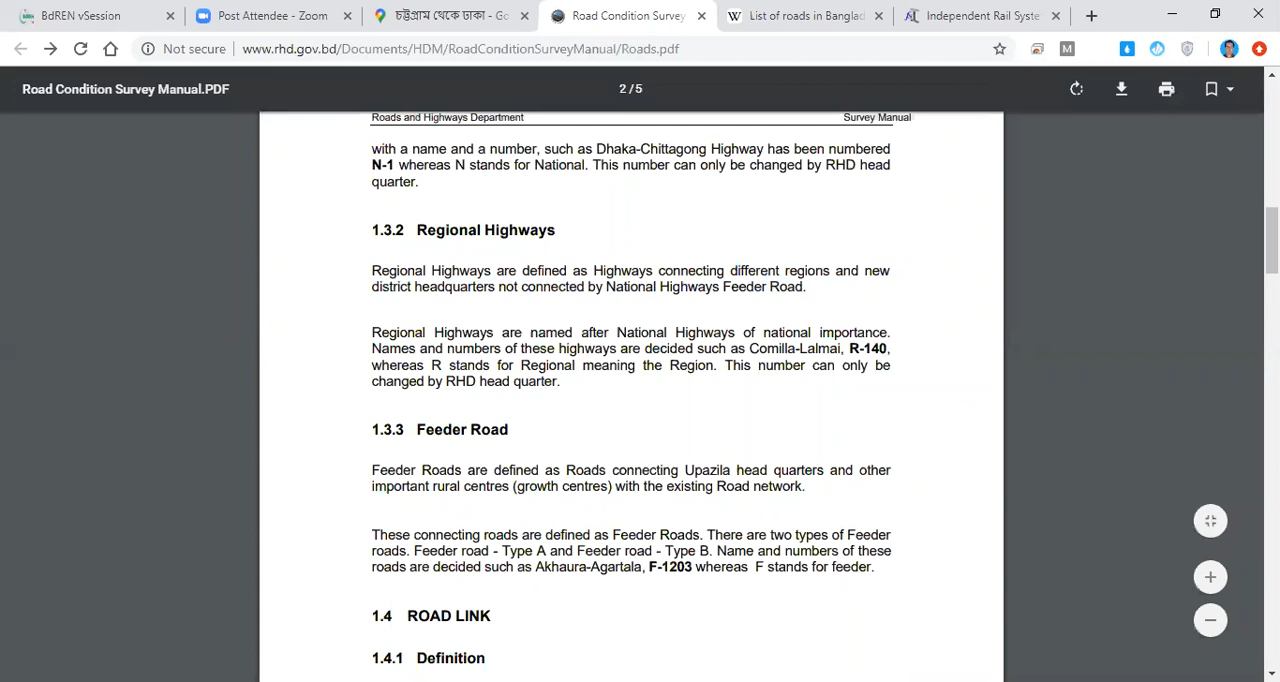 BdREN vSession
Post Attendee - Zoom
চট্টগ্রাম থেকে ঢাকা - Go
Road Condition Survey
W List of roads in Banglad
Independent Rail Syste
Not secure www.rhd.gov.bd/Documents/HDM/RoadConditionSurveyManual/Roads.pdf
M
Road Condition Survey Manual.PDF 2 / 5
Roads and Highways Department Survey Manual
with a name and a number, such as Dhaka-Chittagong Highway has been numbered
N-1 whereas N stands for National. This number can only be changed by RHD head
quarter.
1.3.2 Regional Highways
Regional Highways are defined as Highways connecting different regions and new
district headquarters not connected by National Highways Feeder Road.
Regional Highways are named after National Highways of national importance.
Names and numbers of these highways are decided such as Comilla-Lalmai, R-140,
whereas R stands for Regional meaning the Region. This number can only be
changed by RHD head quarter.
1.3.3 Feeder Road
Feeder Roads are defined as Roads connecting Upazila head quarters and other
important rural centres (growth centres) with the existing Road network.
These connecting roads are defined as Feeder Roads. There are two types of Feeder
roads. Feeder road - Type A and Feeder road - Type B. Name and numbers of these
roads are decided such as Akhaura-Agartala, F-1203 whereas F stands for feeder.
1.4 ROAD LINK
1.4.1 Definition